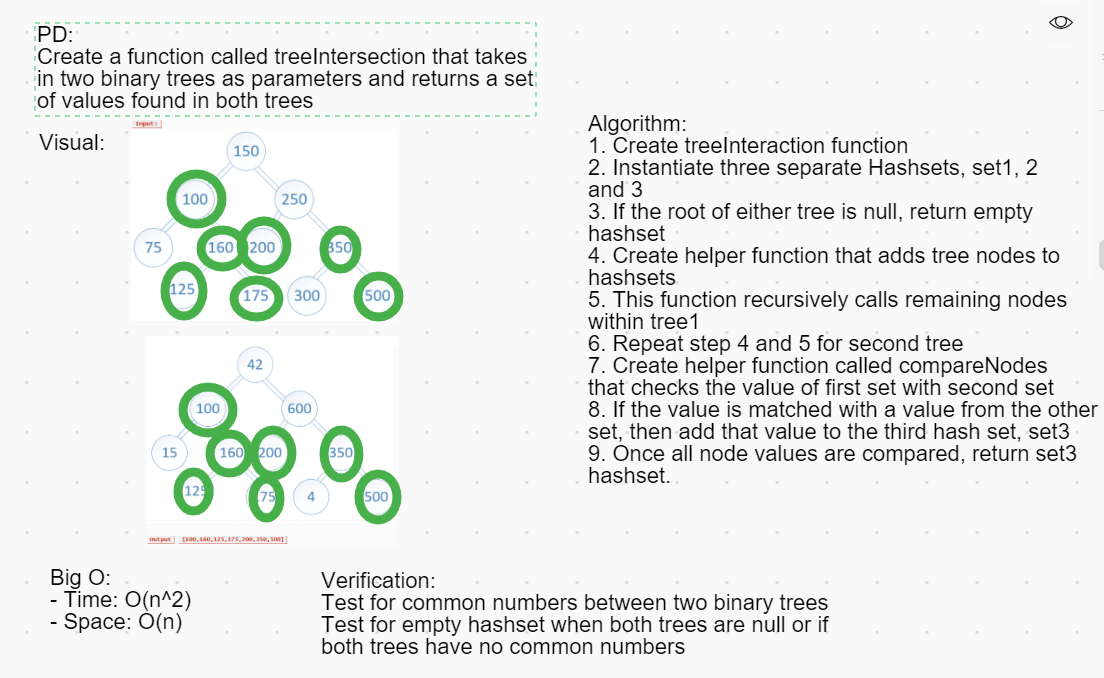 PD:
Create a function called treeIntersection that takes
in two binary trees as parameters and returns a set
of values found in both trees
Visual:
Input:
150
100
250
75
160
200
350
125
175
300
500
42
100
600
15
160
200
350
125
75
4
500
Output
[100,160,125,175,200,350,500]
Algorithm:
1. Create treeInteraction function
2. Instantiate three separate Hashsets, set1, 2
and 3
3. If the root of either tree is null, return empty
hashset
4. Create helper function that adds tree nodes to
hashsets
5. This function recursively calls remaining nodes
within tree1
6. Repeat step 4 and 5 for second tree
7. Create helper function called compareNodes
that checks the value of first set with second set
8. If the value is matched with a value from the other
set, then add that value to the third hash set, set3
9. Once all node values are compared, return set3
hashset.
Big O:
- Time: O(n^2)
- Space: O(n)
Verification:
Test for common numbers between two binary trees
Test for empty hashset when both trees are null or if
both trees have no common numbers